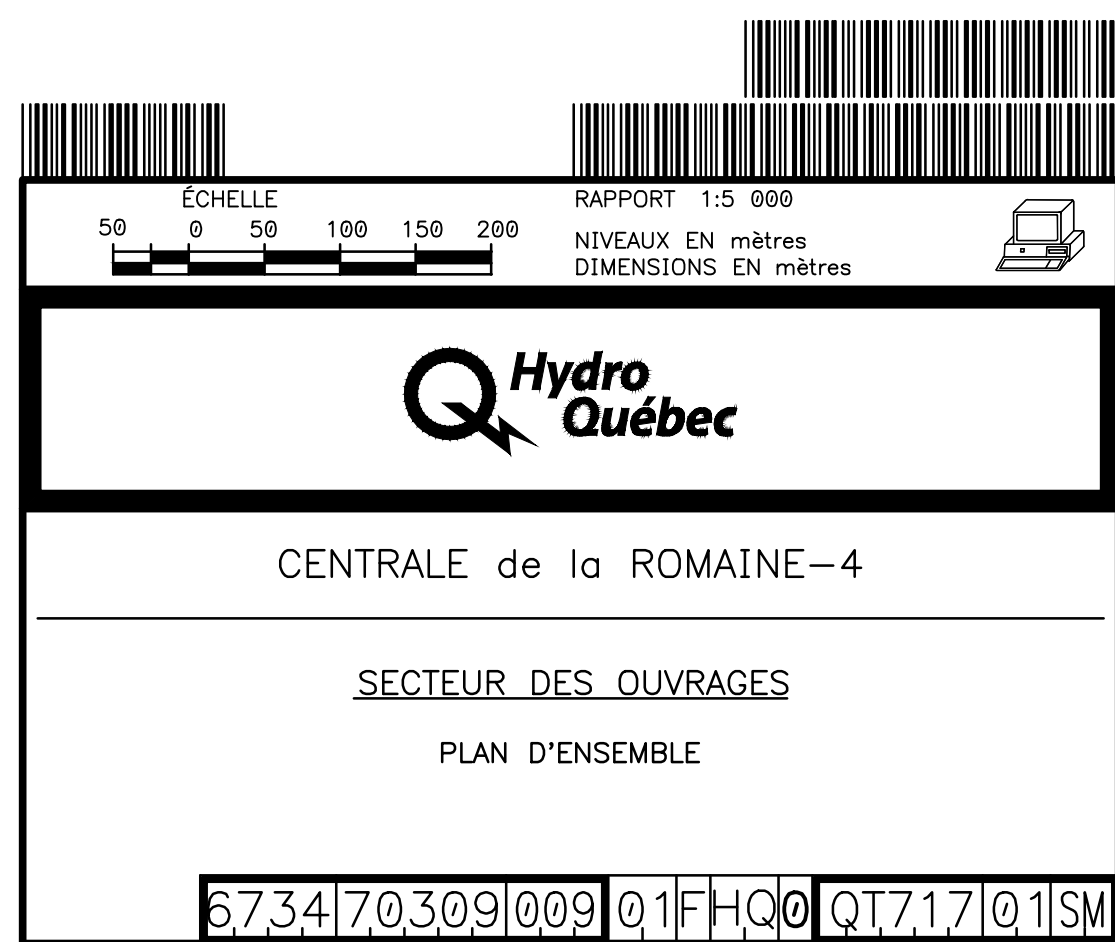 ÉCHELLE
50 0 50 100 150 200
RAPPORT 1:5 000
NIVEAUX EN mètres
DIMENSIONS EN mètres
Hydro
Québec
CENTRALE de la ROMAINE-4
SECTEUR DES OUVRAGES
PLAN D'ENSEMBLE
6734 70309 009 01 F HQ 0 QT717 01 SM